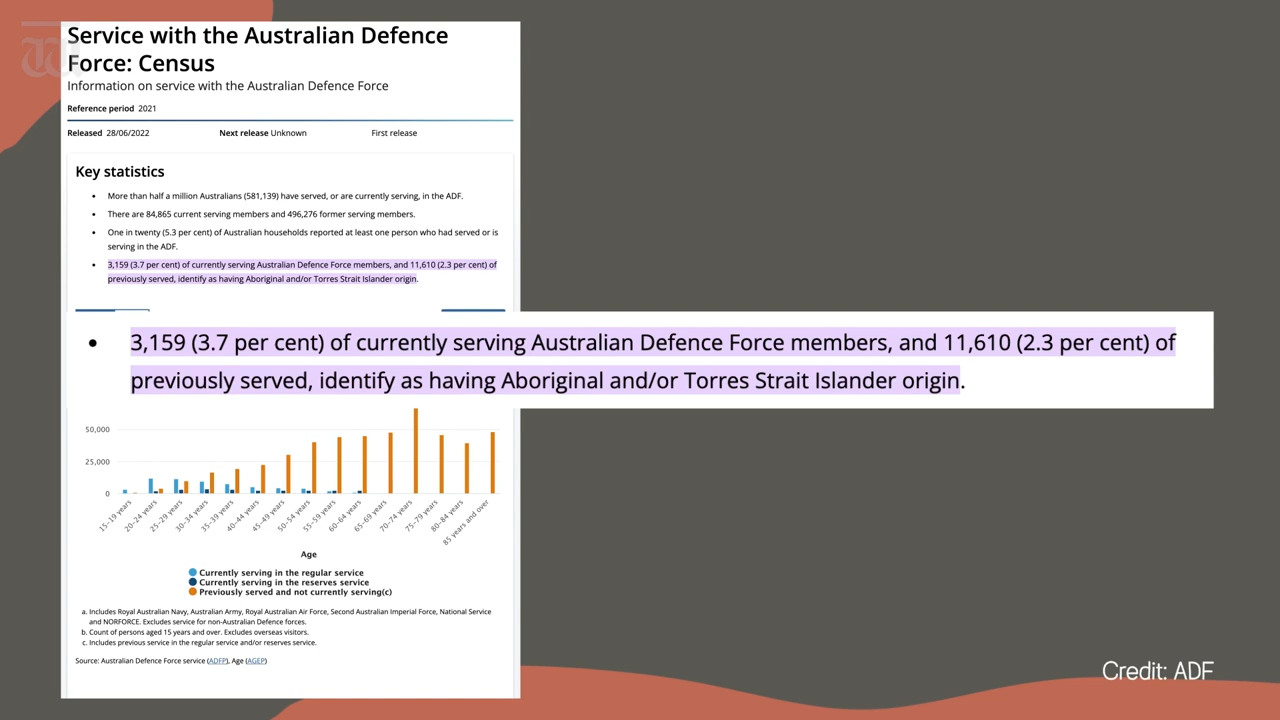 Service with the Australian Defence
Force: Census
Information on service with the Australian Defence Force
Reference period 2021
Released 28/06/2022 Next release Unknown First release
Key statistics
• More than half a million Australians (581,139) have served, or are currently serving, in the ADF.
• There are 84,865 current serving members and 496,276 former serving members.
• One in twenty (5.3 per cent) of Australian households reported at least one person who had served or is
serving in the ADF.
• 3,159 (3.7 per cent) of currently serving Australian Defence Force members, and 11,610 (2.3 per cent) of
previously served, identify as having Aboriginal and/or Torres Strait Islander origin.
• 3,159 (3.7 per cent) of currently serving Australian Defence Force members, and 11,610 (2.3 per cent) of
previously served, identify as having Aboriginal and/or Torres Strait Islander origin.
50,000
25,000
0
15–19 years
20–24 years
25–29 years
30–34 years
35–39 years
40–44 years
45–49 years
50–54 years
55–59 years
60–64 years
65–69 years
70–74 years
75–79 years
80–84 years
85 years and over
Age
Currently serving in the regular service
Currently serving in the reserves service
Previously served and not currently serving(c)
a. Includes Royal Australian Navy, Australian Army, Royal Australian Air Force, Second Australian Imperial Force, National Service
and NORFORCE. Excludes service for non-Australian Defence forces.
b. Count of persons aged 15 years and over. Excludes overseas visitors.
c. Includes previous service in the regular service and/or reserves service.
Source: Australian Defence Force service (ADFP), Age (AGEP)
Credit: ADF